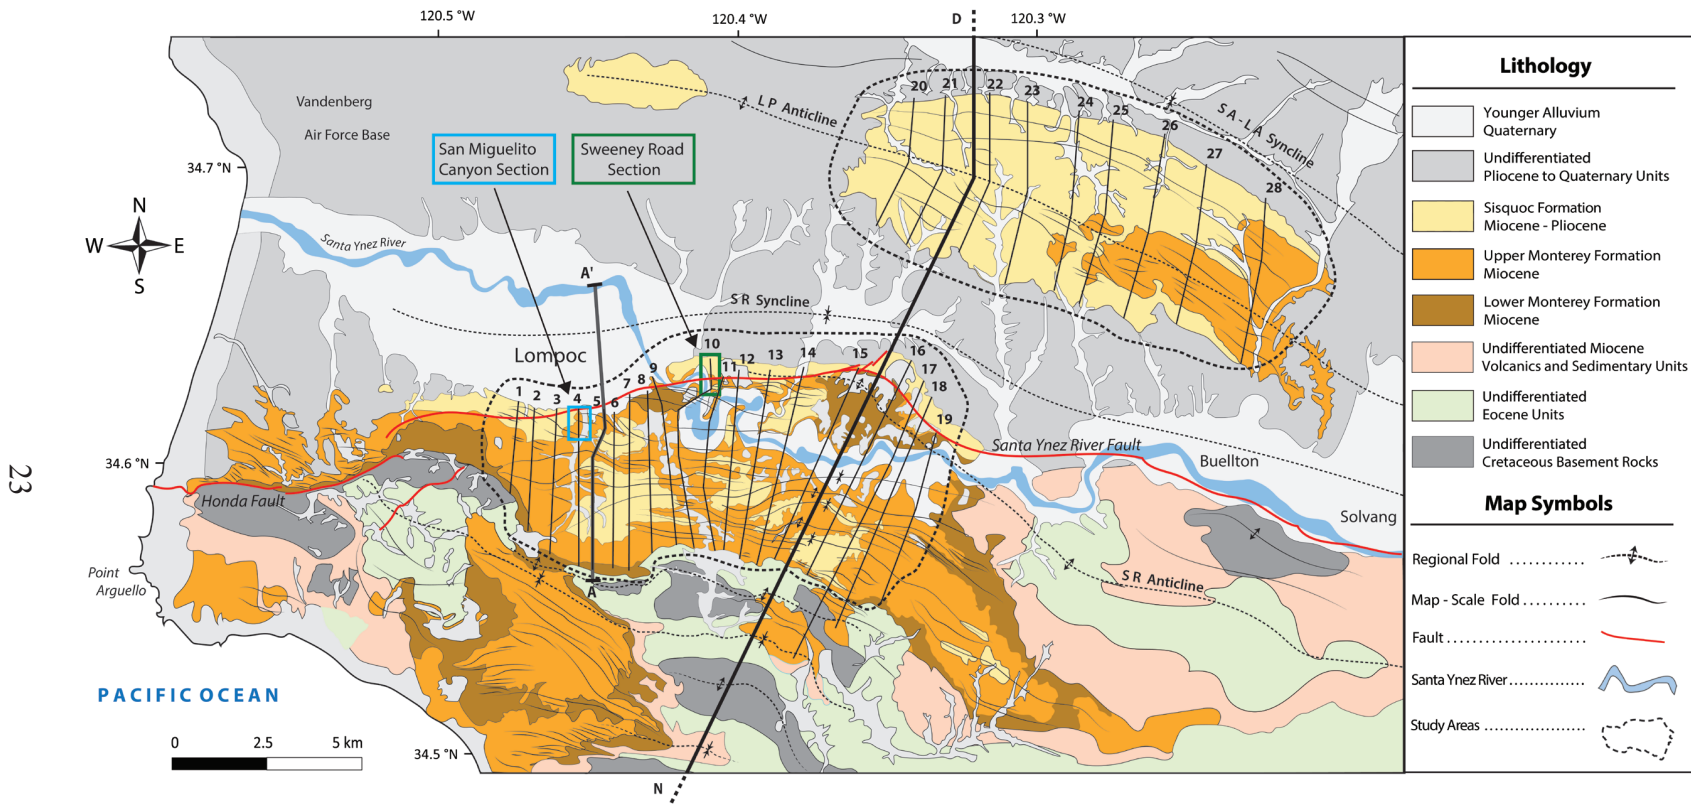 120.5 °W
120.4 °W
D
120.3 °W
Vandenberg
Air Force Base
L P Anticline
S A - L A Syncline
20
21
22
23
24
25
26
27
28
San Miguelito
Canyon Section
Sweeney Road
Section
34.7 °N
N
W
E
S
Santa Ynez River
A'
S R Syncline
Lompoc
1
2
3
4
5
6
7
8
9
10
11
12
13
14
15
16
17
18
19
Santa Ynez River Fault
Buellton
Solvang
34.6 °N
Honda Fault
23
Point
Arguello
A
S R Anticline
PACIFIC OCEAN
0
2.5
5 km
34.5 °N
N
Lithology
Younger Alluvium
Quaternary
Undifferentiated
Pliocene to Quaternary Units
Sisquoc Formation
Miocene - Pliocene
Upper Monterey Formation
Miocene
Lower Monterey Formation
Miocene
Undifferentiated Miocene
Volcanics and Sedimentary Units
Undifferentiated
Eocene Units
Undifferentiated
Cretaceous Basement Rocks
Map Symbols
Regional Fold ............
Map - Scale Fold ..........
Fault ........................
Santa Ynez River ..............
Study Areas ..................